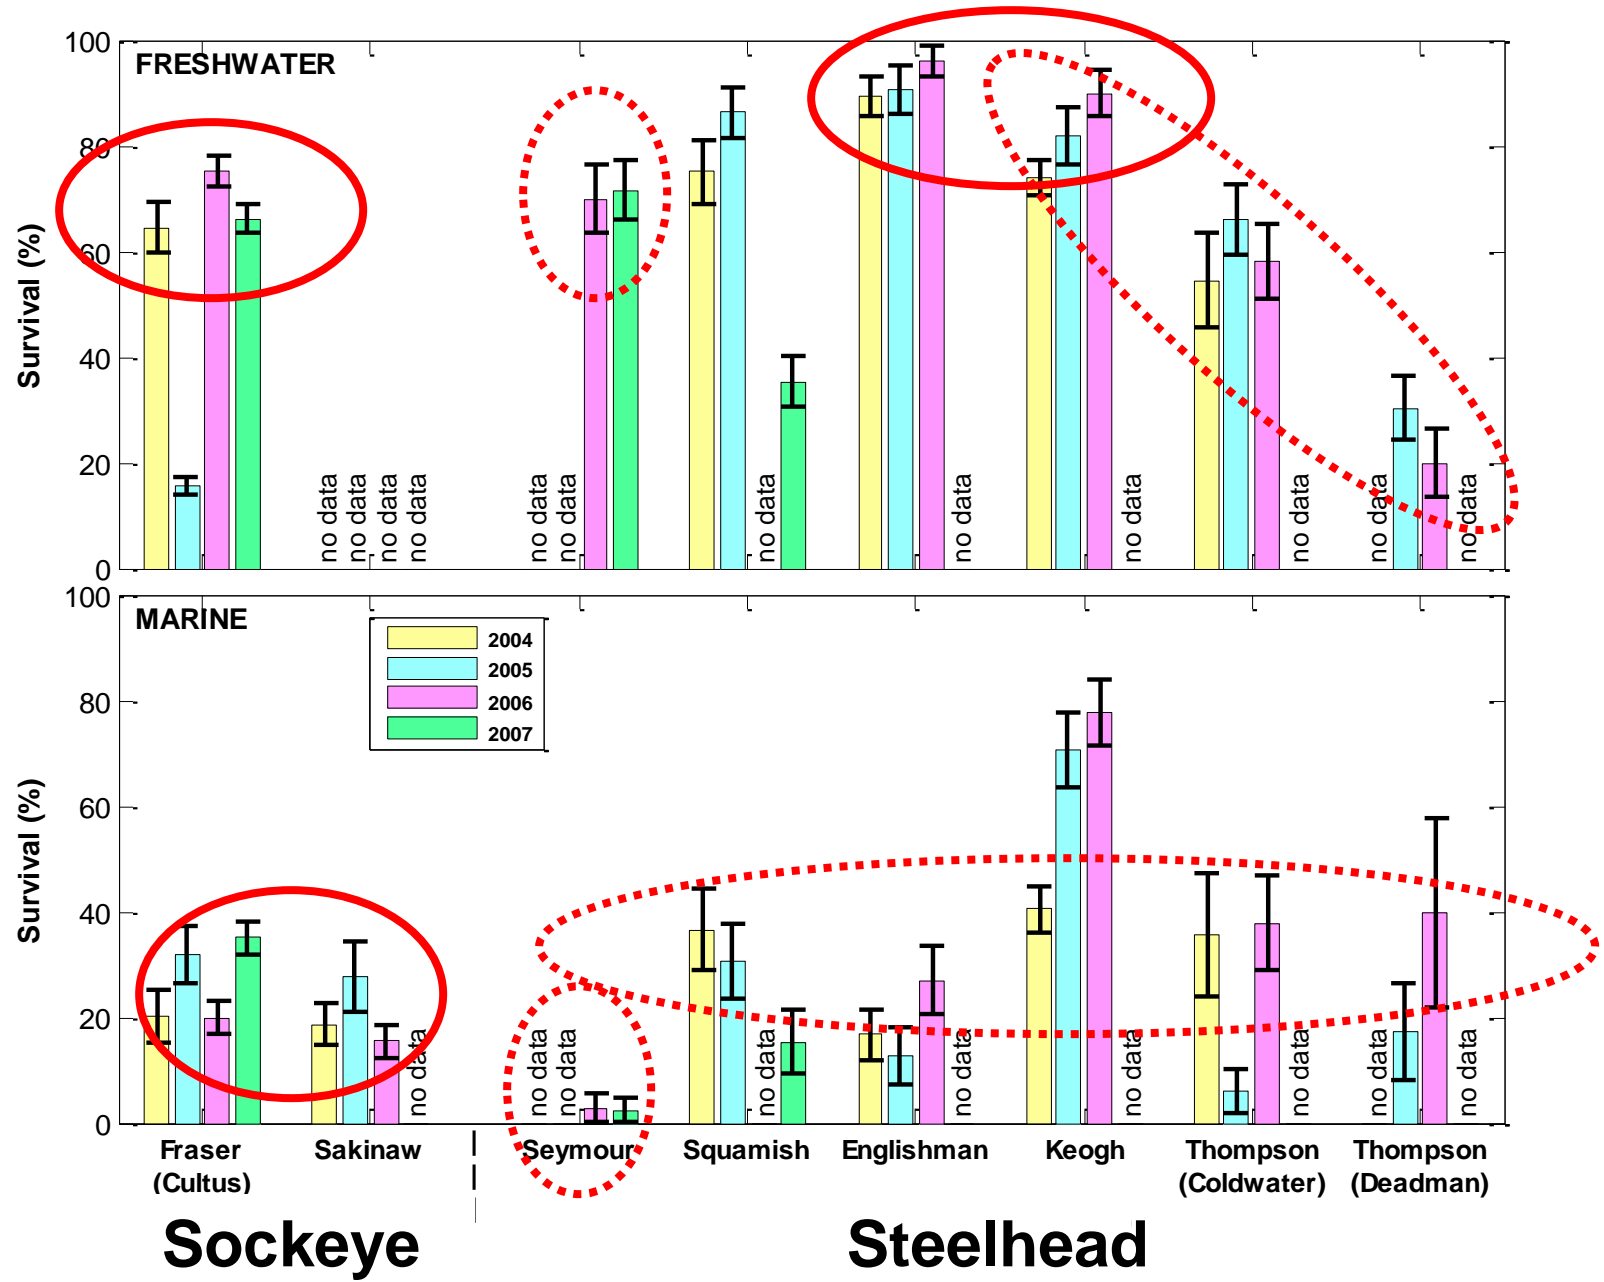 FRESHWATER
Survival (%)
100
80
60
40
20
0
no data
no data
no data
no data
no data
no data
no data
no data
no data
no data
no data
no data
MARINE
2004
2005
2006
2007
Survival (%)
100
80
60
40
20
0
no data
no data
no data
no data
no data
no data
no data
no data
no data
Fraser
(Cultus)
Sakinaw
Seymour
Squamish
Englishman
Keogh
Thompson
(Coldwater)
Thompson
(Deadman)
Sockeye
Steelhead